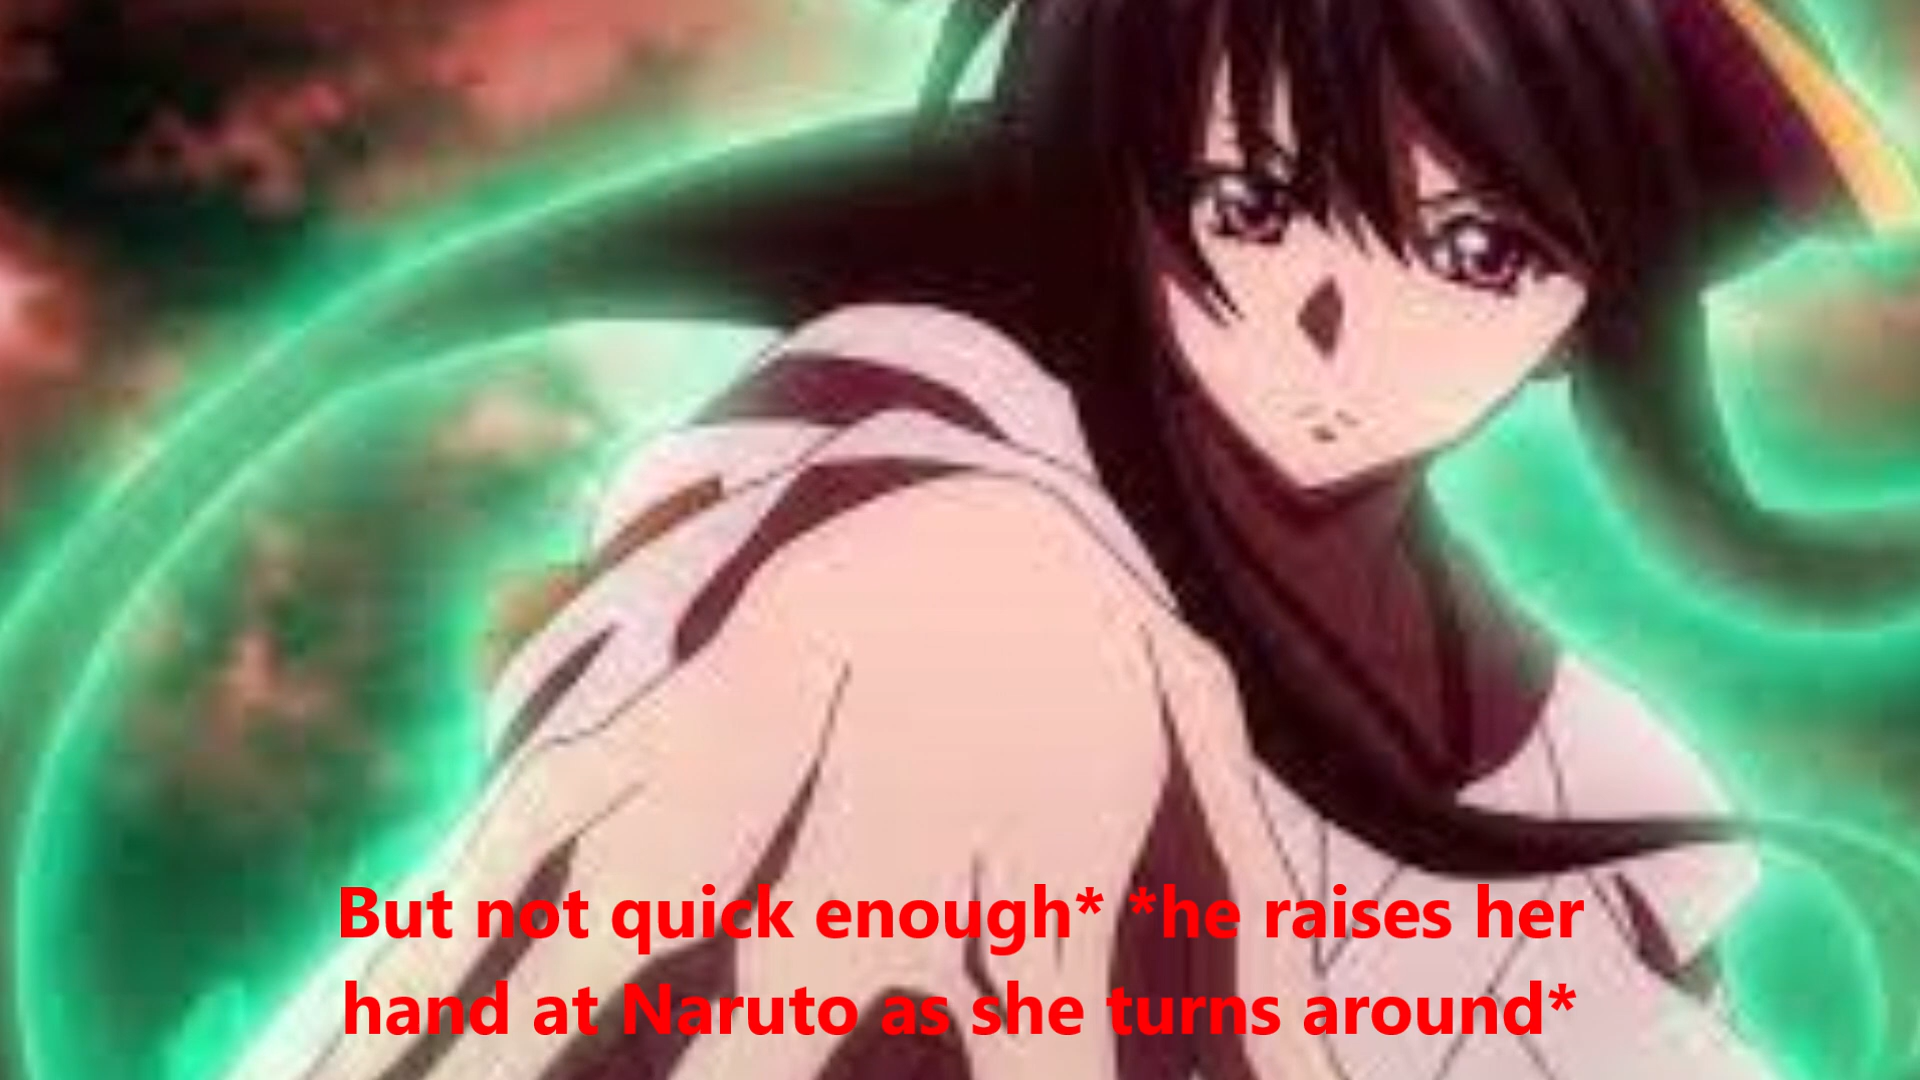 But not quick enough* *he raises her
hand at Naruto as she turns around*